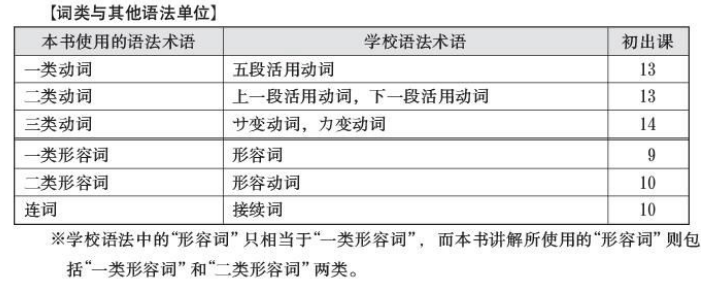 【词类与其他语法单位】
本书使用的语法术语 学校语法术语 初出课
一类动词 五段活用动词 13
二类动词 上一段活用动词，下一段活用动词 13
三类动词 サ变动词，力变动词 14
一类形容词 形容词 9
二类形容词 形容动词 10
连词 接续词 10
※学校语法中的“形容词”只相当于“一类形容词”，而本书讲解所使用的“形容词”则包
括“一类形容词”和“二类形容词”两类。